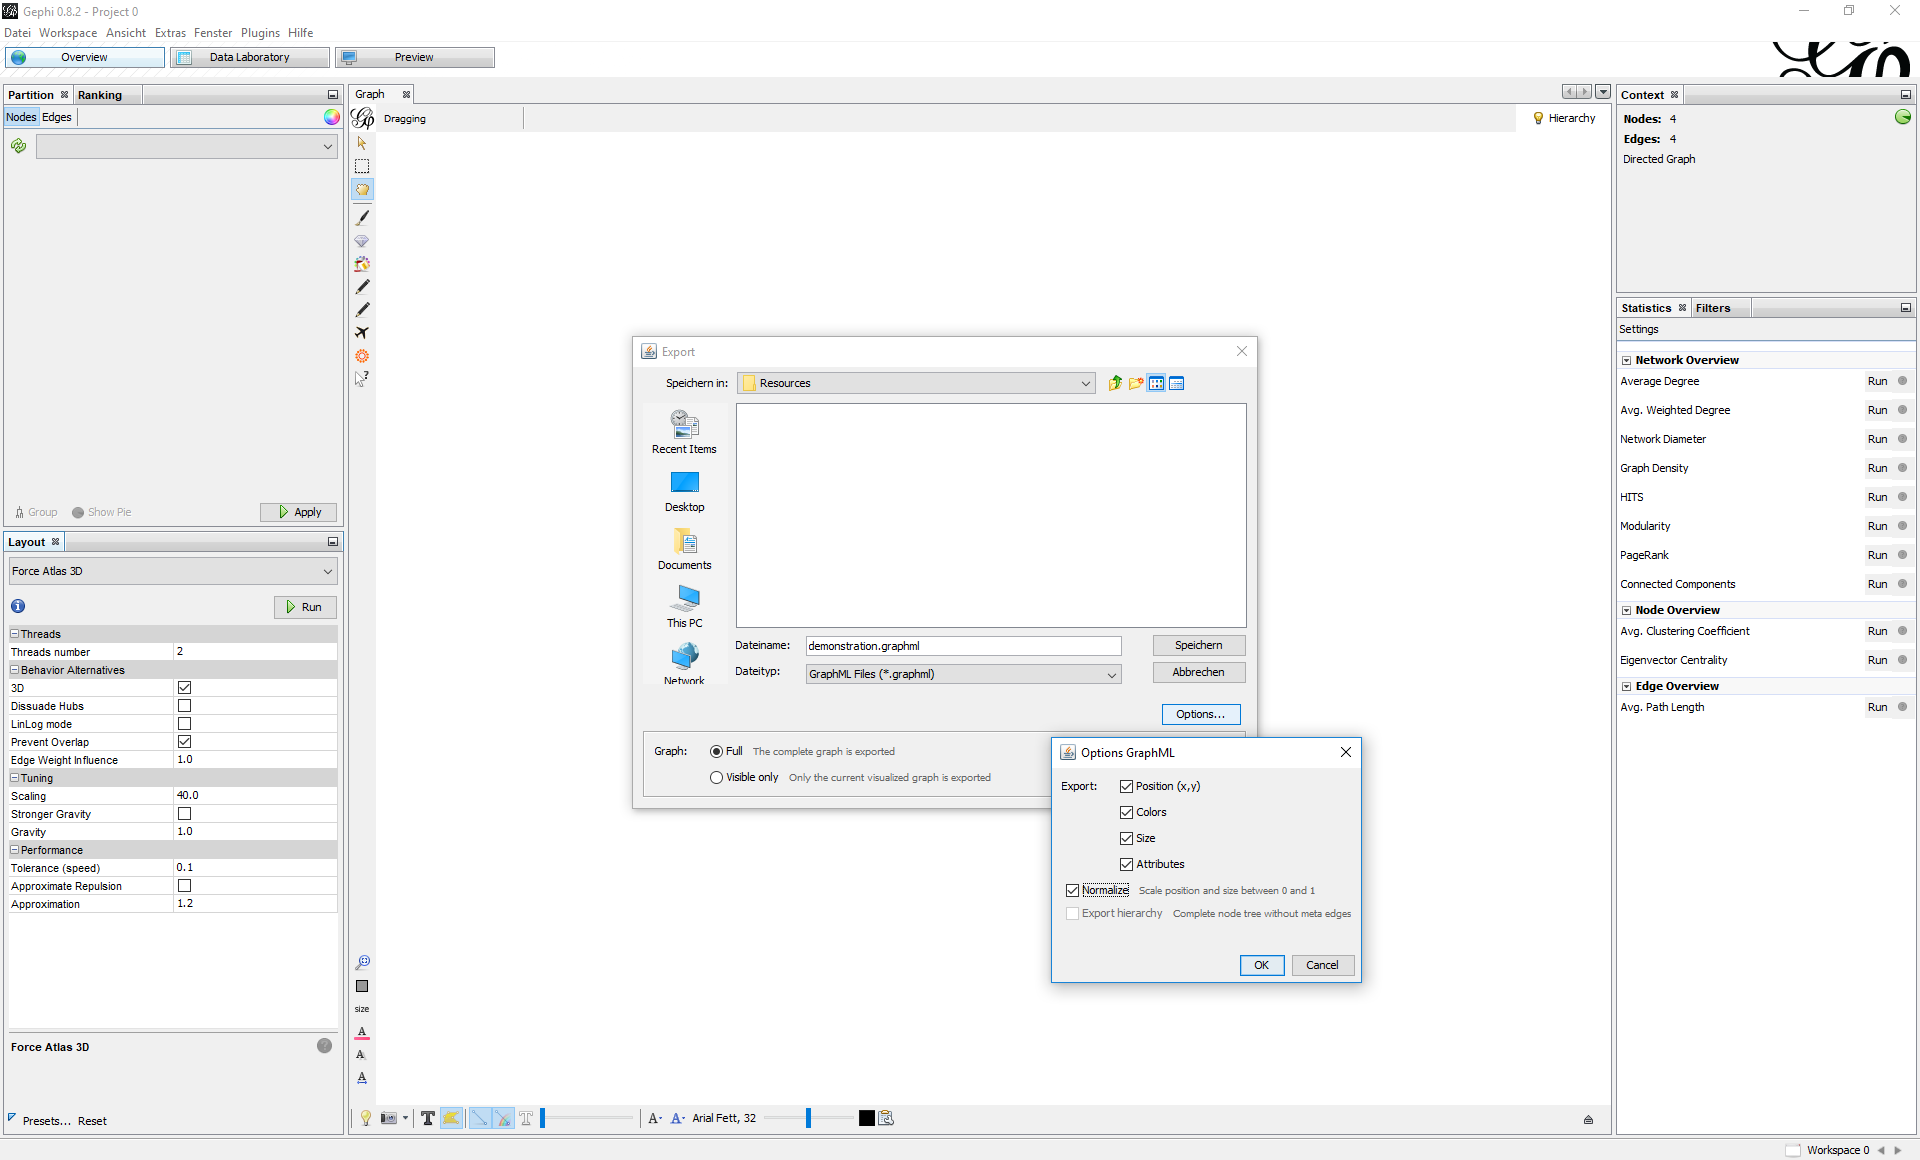 Gephi 0.8.2 - Project 0
Datei Workspace Ansicht Extras Fenster Plugins Hilfe
Overview Data Laboratory Preview
Partition Ranking
Nodes Edges
Group Show Pie Apply
Layout
Force Atlas 3D
Run
Threads
Threads number 2
Behavior Alternatives
3D
Dissuade Hubs
LinLog mode
Prevent Overlap
Edge Weight Influence 1.0
Tuning
Scaling 40.0
Stronger Gravity
Gravity 1.0
Performance
Tolerance (speed) 0.1
Approximate Repulsion
Approximation 1.2
Force Atlas 3D
Presets... Reset
Graph
Dragging
Hierarchy
size
Arial Fett, 32
Export
Speichern in: Resources
Recent Items
Desktop
Documents
This PC
Network
Dateiname: demonstration.graphml Speichern
Dateityp: GraphML Files (*.graphml) Abbrechen
Options...
Graph: Full The complete graph is exported
Visible only Only the current visualized graph is exported
Options GraphML
Export: Position (x,y)
Colors
Size
Attributes
Normalize Scale position and size between 0 and 1
Export hierarchy Complete node tree without meta edges
OK Cancel
Context
Nodes: 4
Edges: 4
Directed Graph
Statistics Filters
Settings
Network Overview
Average Degree Run
Avg. Weighted Degree Run
Network Diameter Run
Graph Density Run
HITS Run
Modularity Run
PageRank Run
Connected Components Run
Node Overview
Avg. Clustering Coefficient Run
Eigenvector Centrality Run
Edge Overview
Avg. Path Length Run
Workspace 0